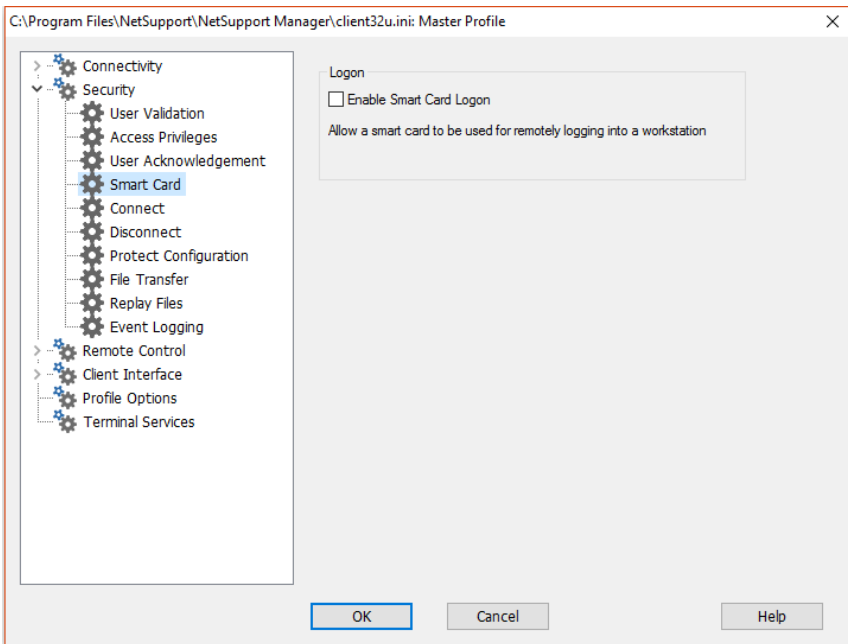 C:\Program Files\NetSupport\NetSupport Manager\client32u.ini: Master Profile
Connectivity
Security
User Validation
Access Privileges
User Acknowledgement
Smart Card
Connect
Disconnect
Protect Configuration
File Transfer
Replay Files
Event Logging
Remote Control
Client Interface
Profile Options
Terminal Services
Logon
Enable Smart Card Logon
Allow a smart card to be used for remotely logging into a workstation
OK
Cancel
Help